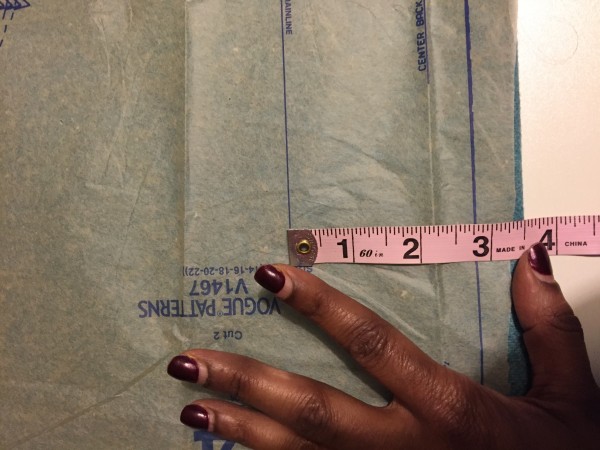 GRAINLINE
CENTER BACK
1 60 in 2 3 MADE IN 4 CHINA
14-16-18-20-22)
V1467
VOGUE PATTERNS
Cut 2